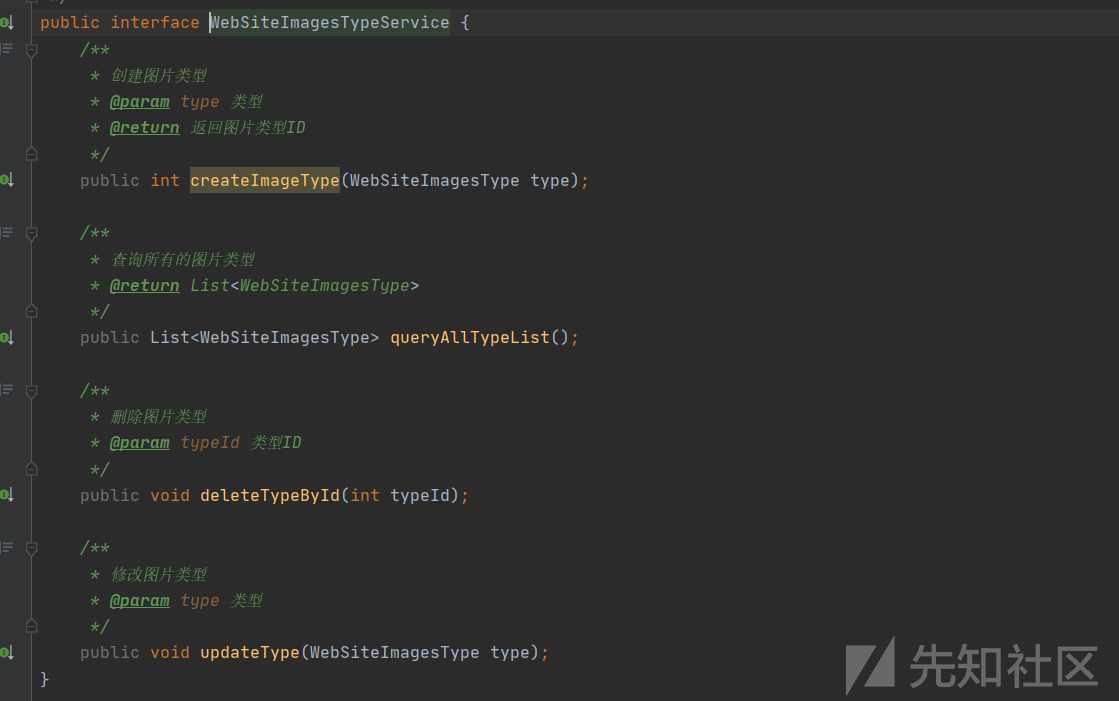 */
public interface WebSiteImagesTypeService {
    /**
     * 创建图片类型
     * @param type 类型
     * @return 返回图片类型ID
     */
    public int createImageType(WebSiteImagesType type);

    /**
     * 查询所有的图片类型
     * @return List<WebSiteImagesType>
     */
    public List<WebSiteImagesType> queryAllTypeList();

    /**
     * 删除图片类型
     * @param typeId 类型ID
     */
    public void deleteTypeById(int typeId);

    /**
     * 修改图片类型
     * @param type 类型
     */
    public void updateType(WebSiteImagesType type);
}
先知社区